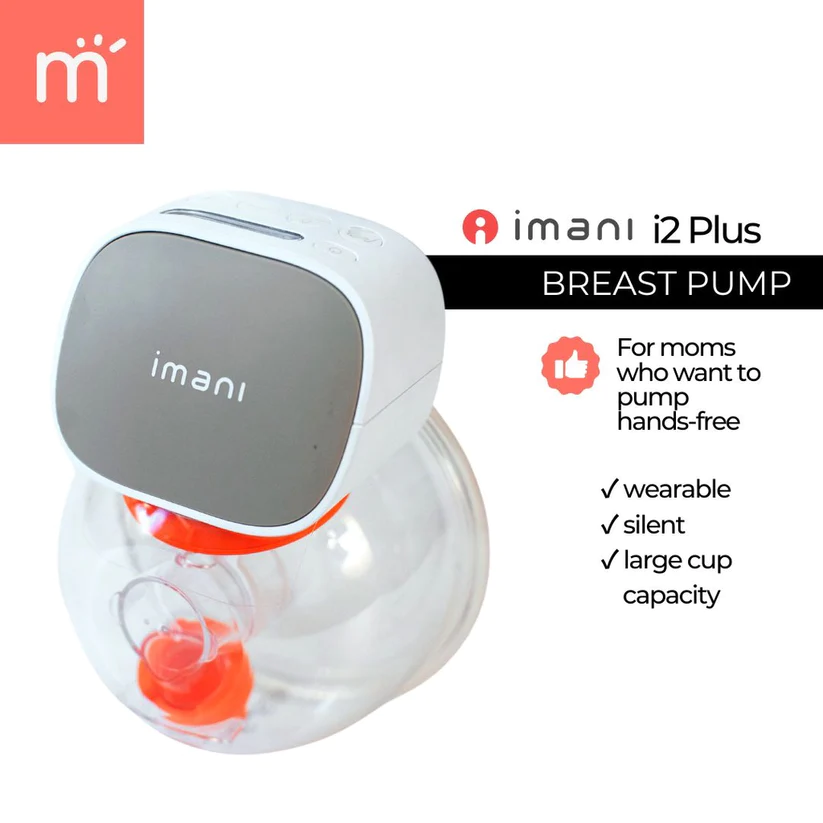 m
imani i2 Plus
BREAST PUMP
For moms
who want to
pump
hands-free
✓ wearable
✓ silent
✓ large cup
capacity
imani